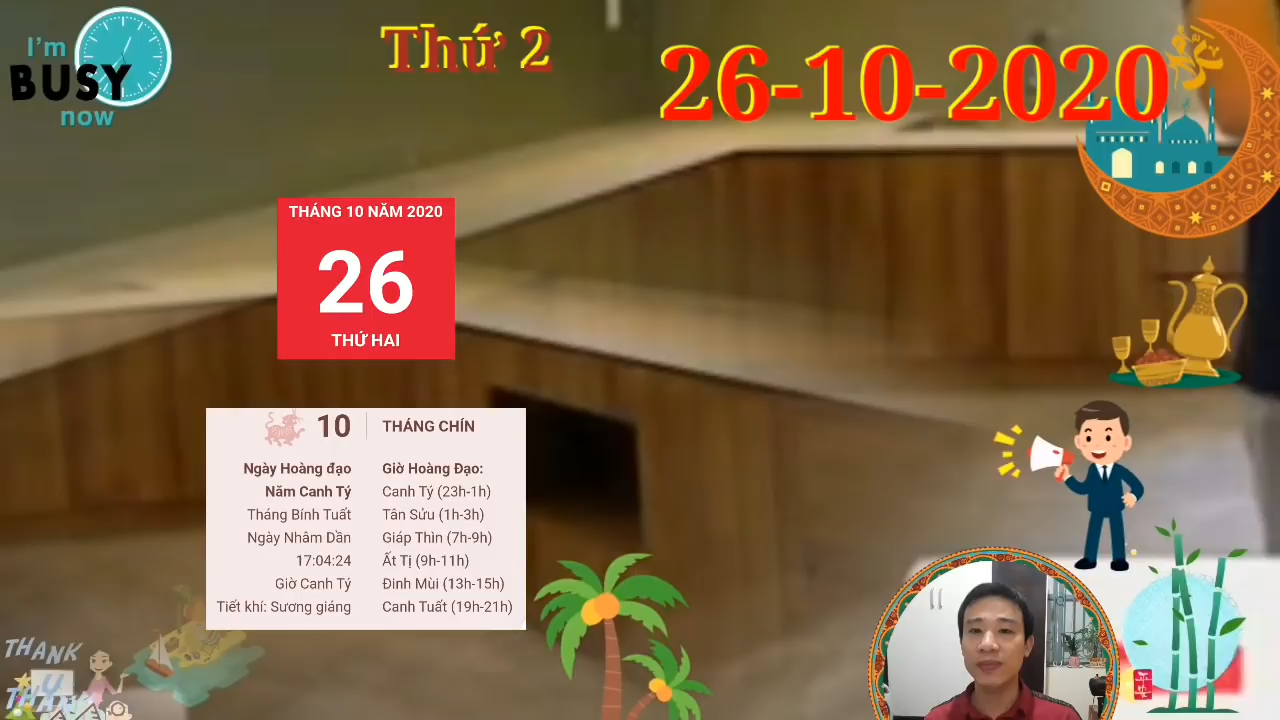 I'm
BUSY
now
Thứ 2
26-10-2020
THÁNG 10 NĂM 2020
26
THỨ HAI
10
THÁNG CHÍN
Ngày Hoàng đạo
Năm Canh Tý
Tháng Bính Tuất
Ngày Nhâm Dần
17:04:24
Giờ Canh Tý
Tiết khí: Sương giáng
Giờ Hoàng Đạo:
Canh Tý (23h-1h)
Tân Sửu (1h-3h)
Giáp Thìn (7h-9h)
Ất Tị (9h-11h)
Đinh Mùi (13h-15h)
Canh Tuất (19h-21h)
THANK
U